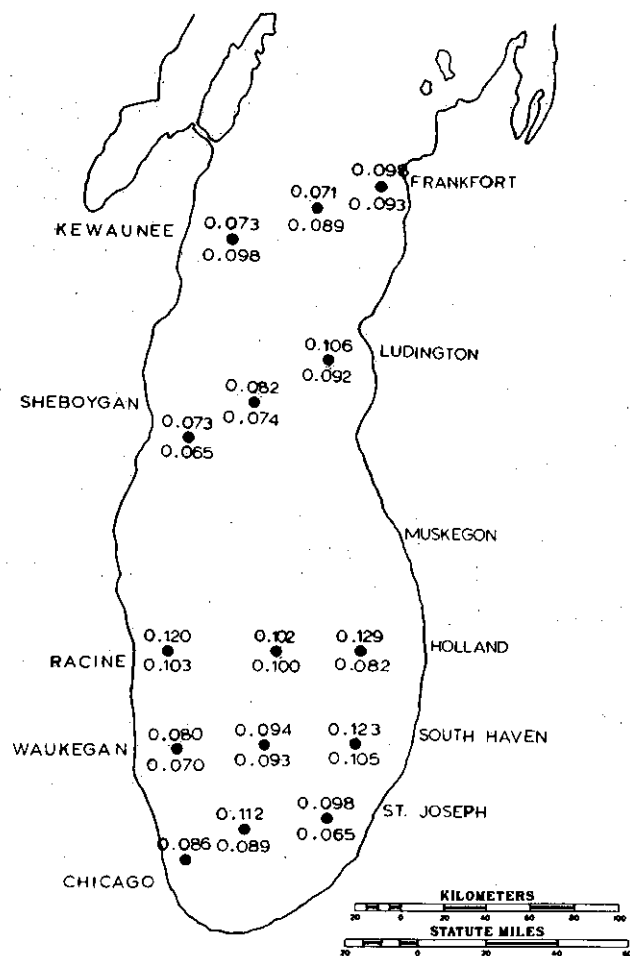 0.098
FRANKFORT
0.071
0.093
0.089
KEWAUNEE
0.073
0.098
0.106
LUDINGTON
0.092
0.082
SHEBOYGAN
0.074
0.073
0.065
MUSKEGON
0.120
0.102
0.129
RACINE
HOLLAND
0.103
0.100
0.082
0.080
0.094
0.123
SOUTH HAVEN
WAUKEGAN
0.070
0.093
0.105
0.112
0.098
ST. JOSEPH
0.086
0.089
0.065
CHICAGO
KILOMETERS
20 0 20 40 60 80 100
STATUTE MILES
20 0 20 40 60